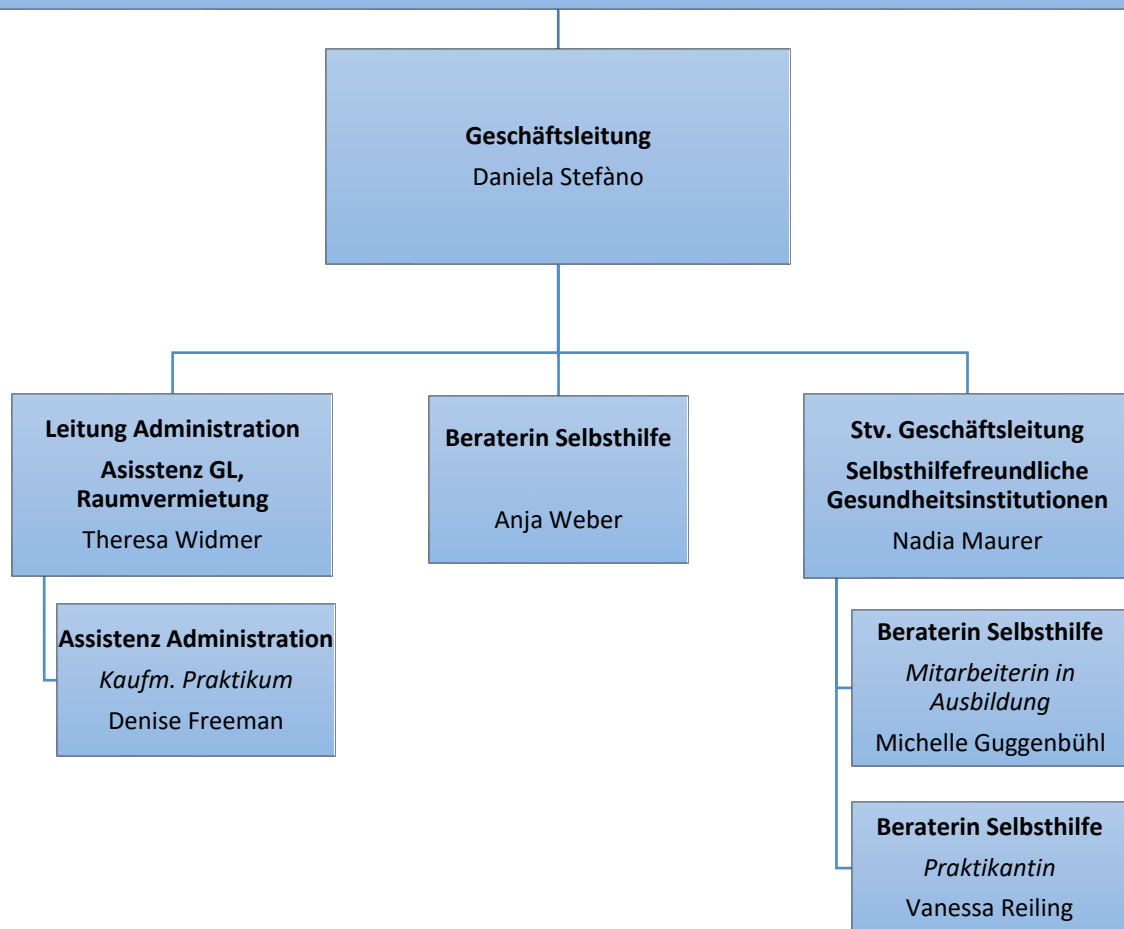 Geschäftsleitung
Daniela Stefàno
Leitung Administration
Asisstenz GL,
Raumvermietung
Theresa Widmer
Assistenz Administration
Kaufm. Praktikum
Denise Freeman
Beraterin Selbsthilfe
Anja Weber
Stv. Geschäftsleitung
Selbsthilfefreundliche
Gesundheitsinstitutionen
Nadia Maurer
Beraterin Selbsthilfe
Mitarbeiterin in
Ausbildung
Michelle Guggenbühl
Beraterin Selbsthilfe
Praktikantin
Vanessa Reiling